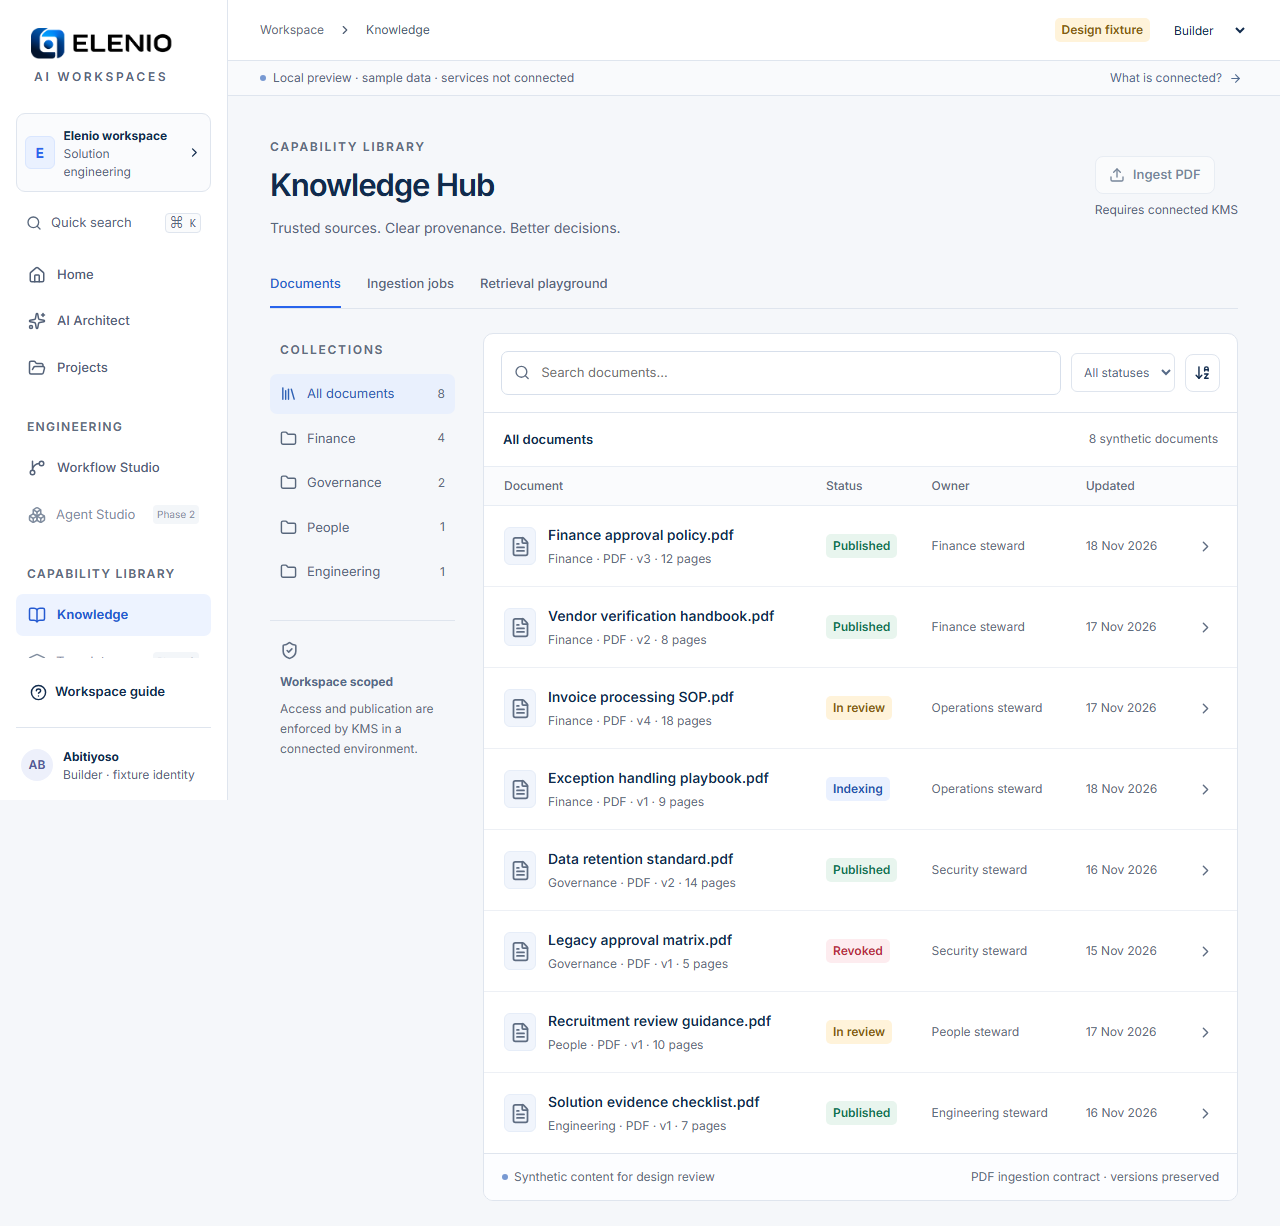 ELENIO
AI WORKSPACES
E
Elenio workspace
Solution
engineering
Quick search
⌘ K
Home
AI Architect
Projects
ENGINEERING
Workflow Studio
Agent Studio
Phase 2
CAPABILITY LIBRARY
Knowledge
Workspace guide
AB
Abitiyoso
Builder · fixture identity
Workspace
Knowledge
Design fixture
Builder
Local preview · sample data · services not connected
What is connected?
CAPABILITY LIBRARY
Knowledge Hub
Trusted sources. Clear provenance. Better decisions.
Ingest PDF
Requires connected KMS
Documents
Ingestion jobs
Retrieval playground
COLLECTIONS
All documents 8
Finance 4
Governance 2
People 1
Engineering 1
Workspace scoped
Access and publication are
enforced by KMS in a
connected environment.
Search documents...
All statuses
All documents
8 synthetic documents
Document Status Owner Updated
Finance approval policy.pdf
Finance · PDF · v3 · 12 pages
Published
Finance steward
18 Nov 2026
Vendor verification handbook.pdf
Finance · PDF · v2 · 8 pages
Published
Finance steward
17 Nov 2026
Invoice processing SOP.pdf
Finance · PDF · v4 · 18 pages
In review
Operations steward
17 Nov 2026
Exception handling playbook.pdf
Finance · PDF · v1 · 9 pages
Indexing
Operations steward
18 Nov 2026
Data retention standard.pdf
Governance · PDF · v2 · 14 pages
Published
Security steward
16 Nov 2026
Legacy approval matrix.pdf
Governance · PDF · v1 · 5 pages
Revoked
Security steward
15 Nov 2026
Recruitment review guidance.pdf
People · PDF · v1 · 10 pages
In review
People steward
17 Nov 2026
Solution evidence checklist.pdf
Engineering · PDF · v1 · 7 pages
Published
Engineering steward
16 Nov 2026
Synthetic content for design review
PDF ingestion contract · versions preserved